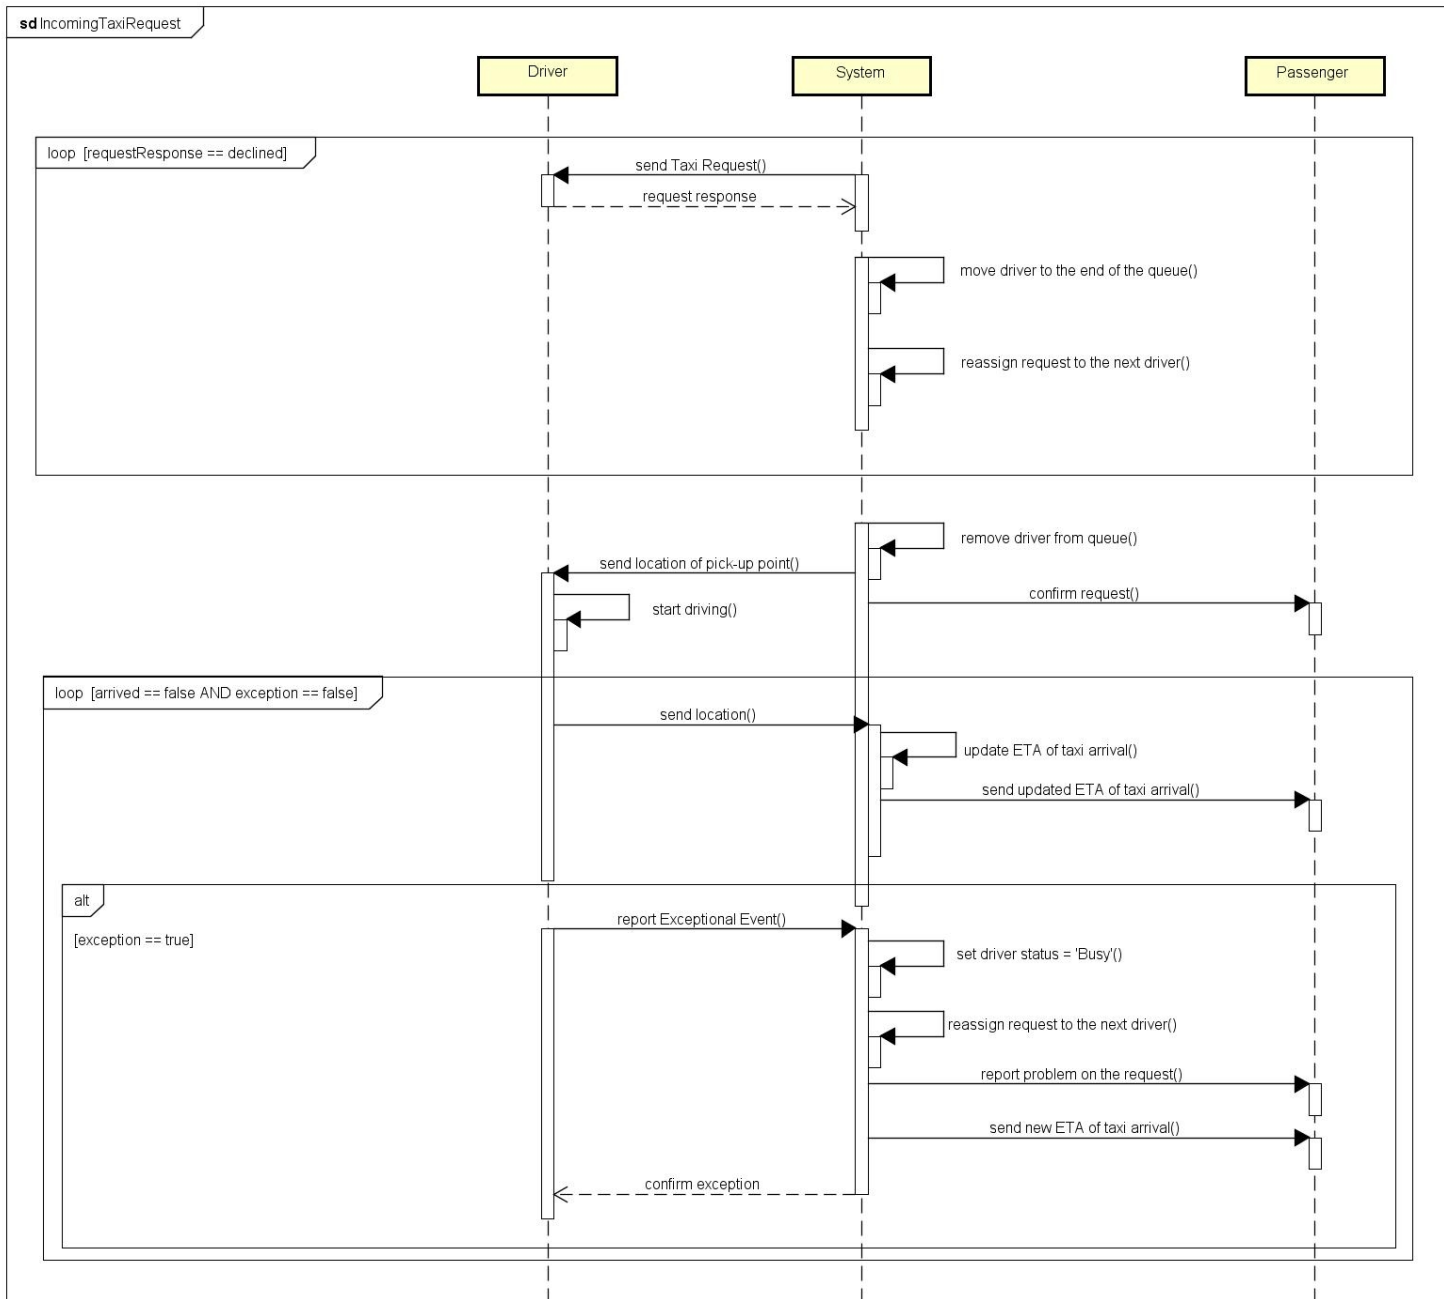 sd IncomingTaxiRequest
Driver
System
Passenger
loop [requestResponse == declined]
send Taxi Request()
request response
move driver to the end of the queue()
reassign request to the next driver()
remove driver from queue()
send location of pick-up point()
confirm request()
start driving()
loop [arrived == false AND exception == false]
send location()
update ETA of taxi arrival()
send updated ETA of taxi arrival()
alt
report Exceptional Event()
[exception == true]
set driver status = 'Busy'()
reassign request to the next driver()
report problem on the request()
send new ETA of taxi arrival()
confirm exception